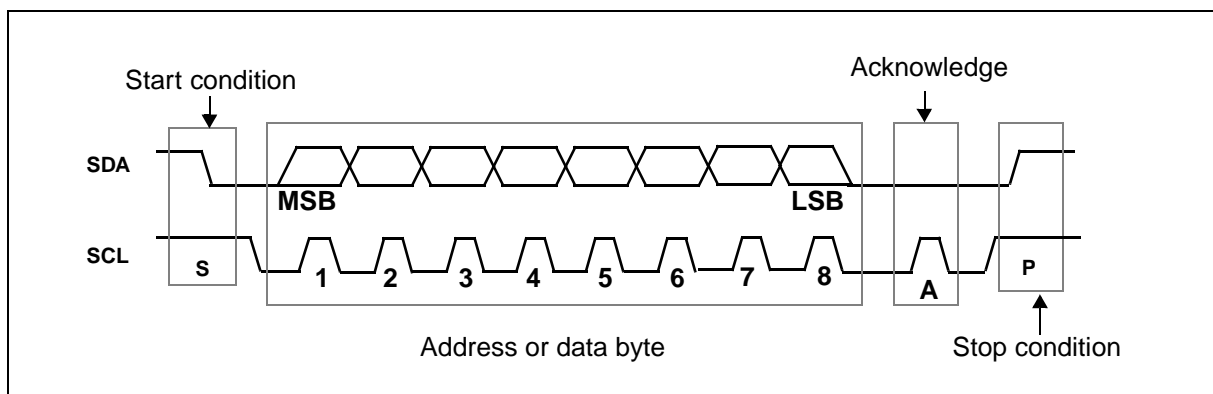 Start condition
Acknowledge
SDA
MSB
LSB
SCL
S
1 2 3 4 5 6 7 8
A
P
Address or data byte
Stop condition